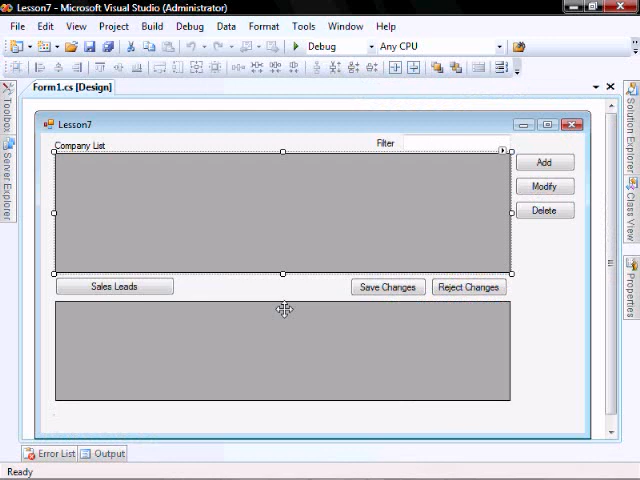 Lesson7 - Microsoft Visual Studio (Administrator)
File Edit View Project Build Debug Data Format Tools Window Help
Debug Any CPU
Form1.cs [Design]
Toolbox
Server Explorer
Lesson7
Company List Filter
Add
Modify
Delete
Sales Leads Save Changes Reject Changes
Solution Explorer
Class View
Properties
Error List Output
Ready